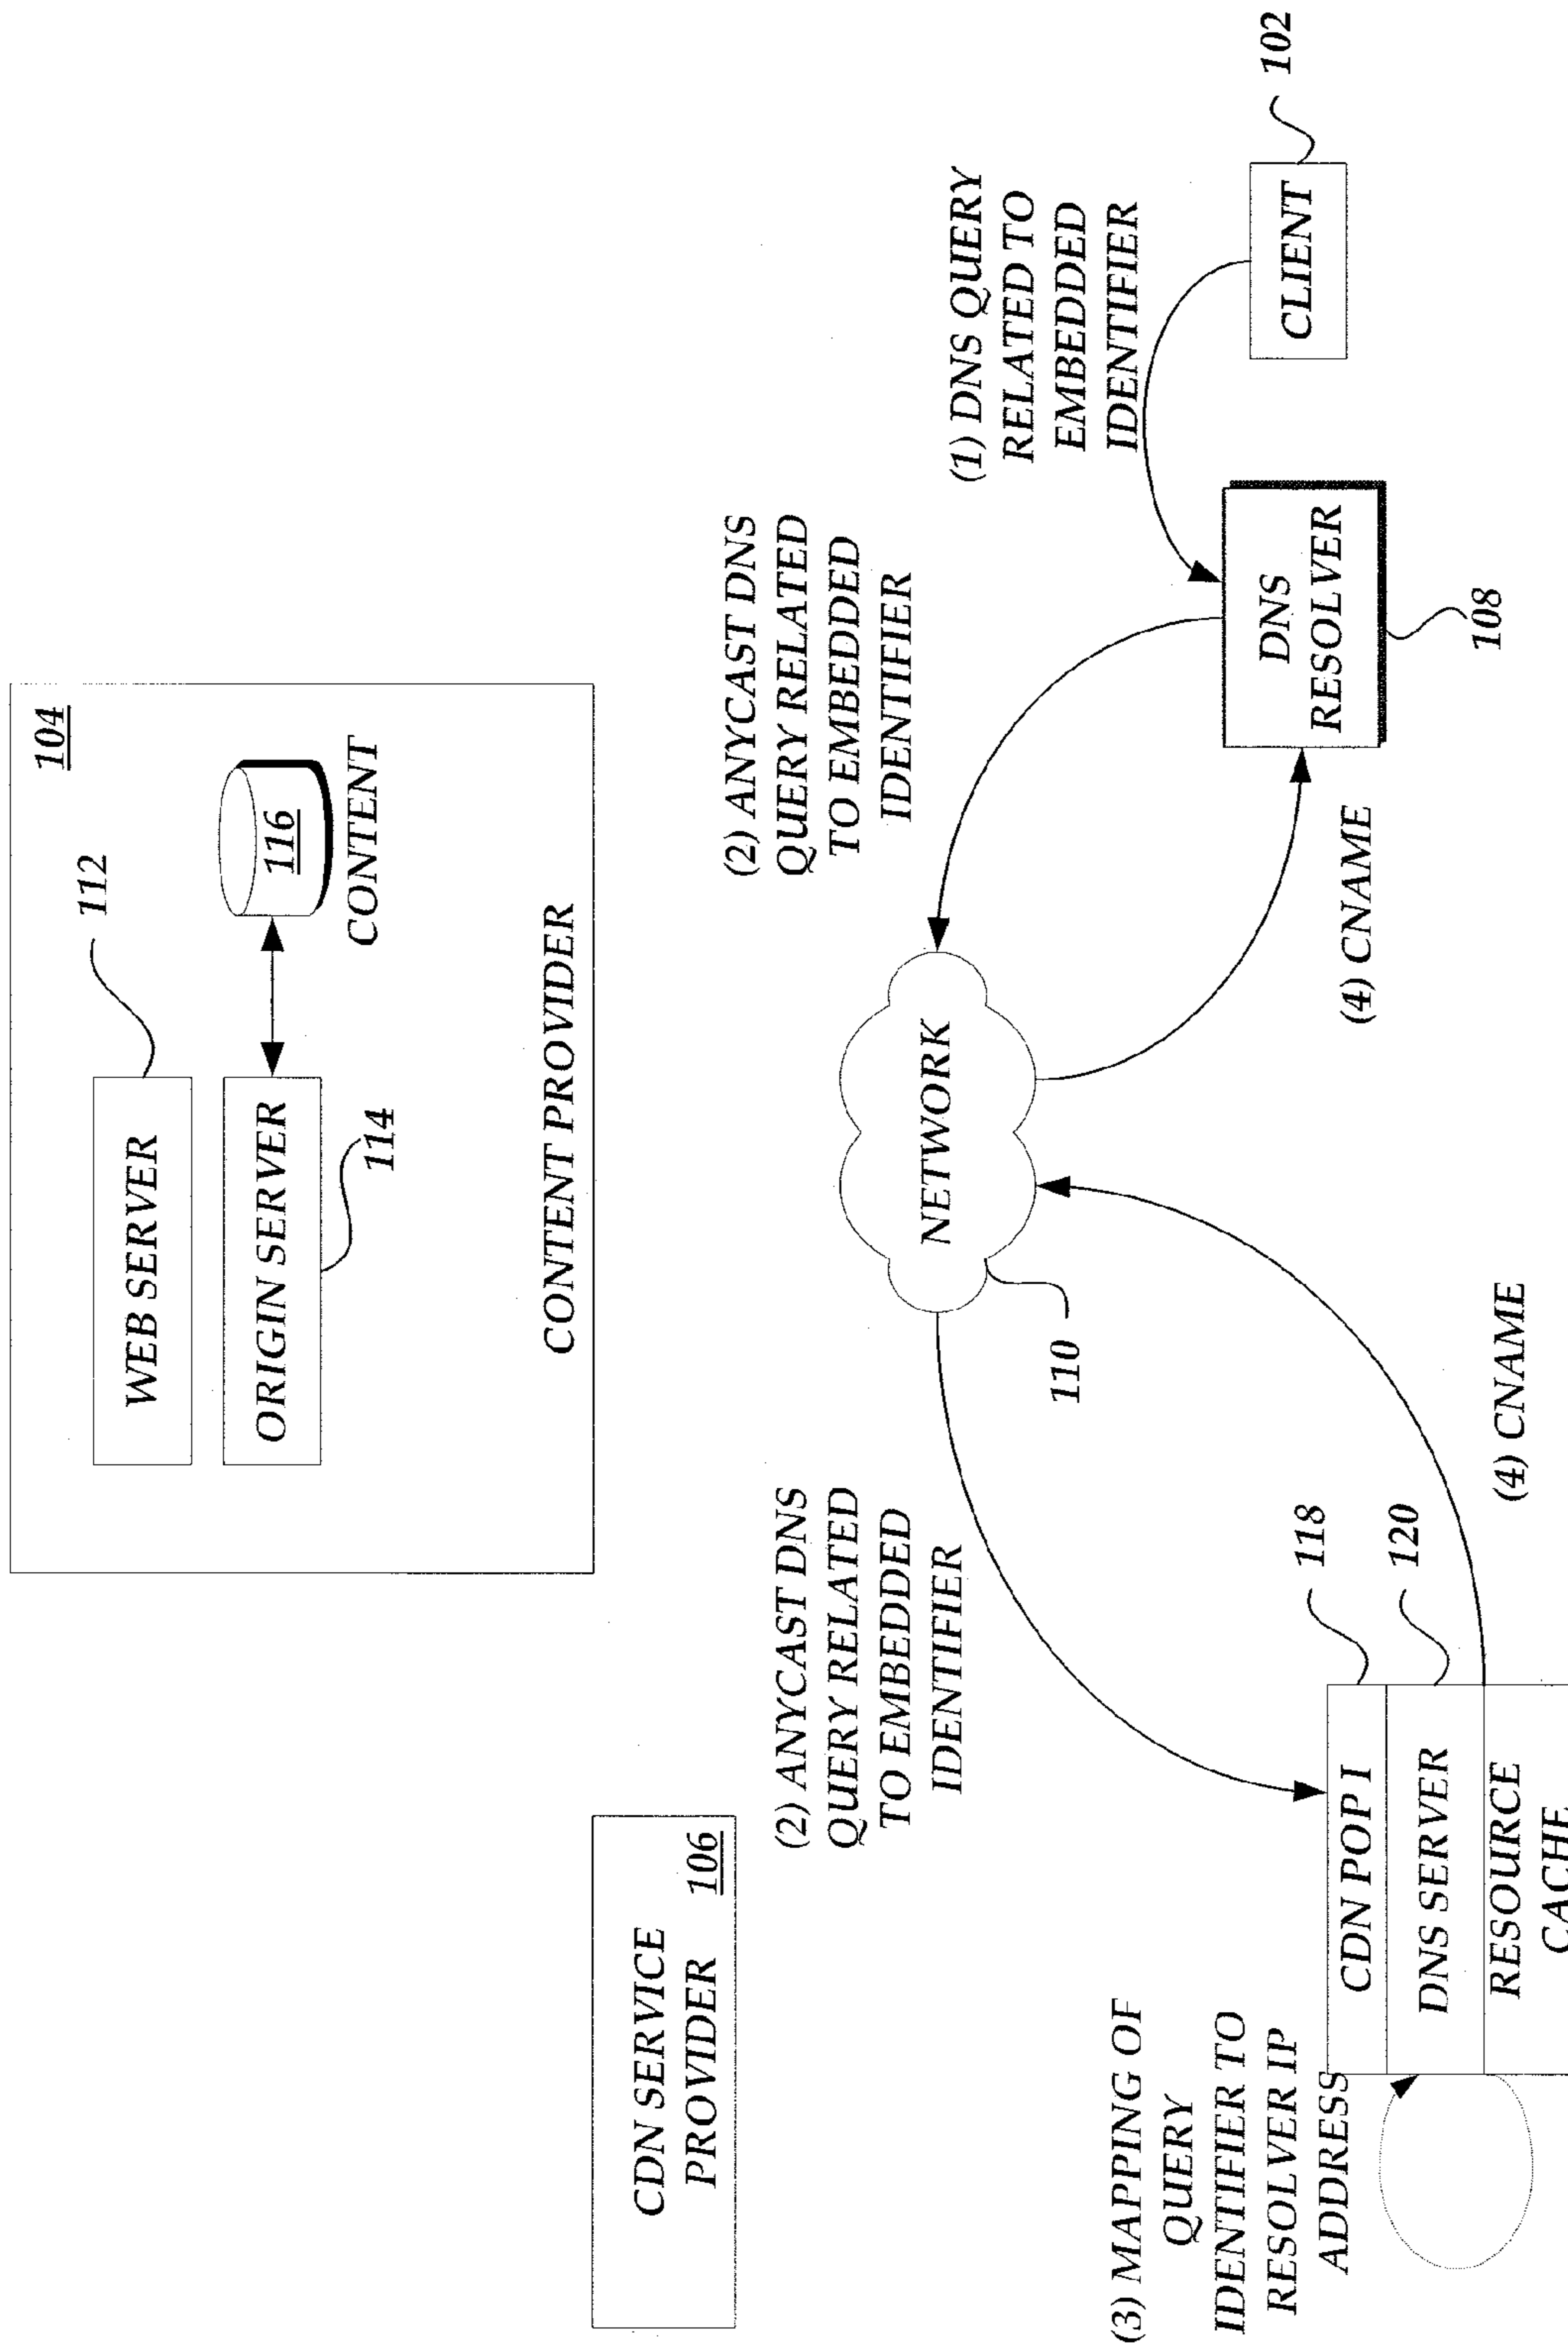 CDN SERVICE
PROVIDER
106
104
WEB SERVER
112
ORIGIN SERVER
114
116
CONTENT
CONTENT PROVIDER
(2) ANYCAST DNS
QUERY RELATED
TO EMBEDDED
IDENTIFIER
(2) ANYCAST DNS
QUERY RELATED
TO EMBEDDED
IDENTIFIER
(1) DNS QUERY
RELATED TO
EMBEDDED
IDENTIFIER
NETWORK
110
(3) MAPPING OF
QUERY
IDENTIFIER TO
RESOLVER IP
ADDRESS
CDN POP I
118
DNS SERVER
120
RESOURCE
CACHE
(4) CNAME
(4) CNAME
DNS
RESOLVER
108
CLIENT
102